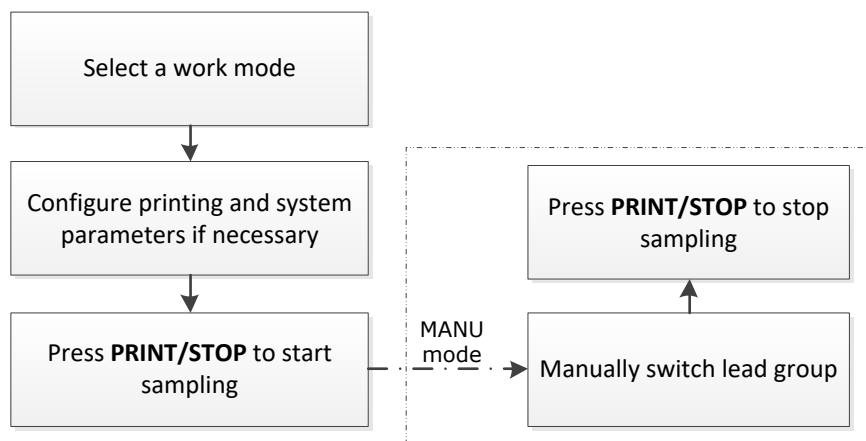 Select a work mode
Configure printing and system
parameters if necessary
Press PRINT/STOP to start
sampling
MANU
mode
Manually switch lead group
Press PRINT/STOP to stop
sampling